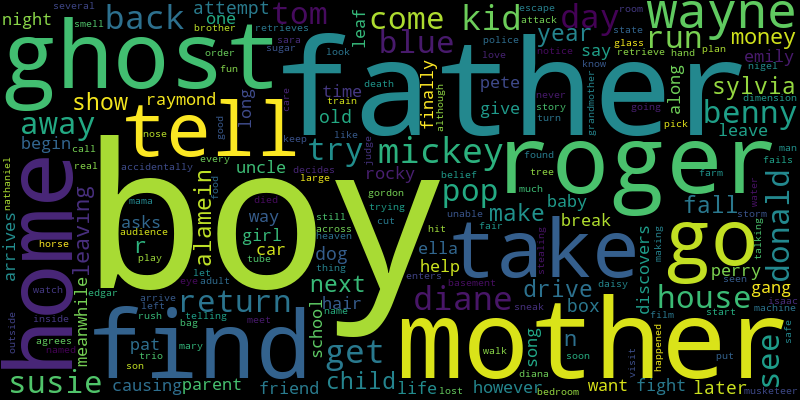 several
night
smell
attempt
back
brother
one
retrieves
order
sara
sugar
fun
tom
escape
attack
look
police
love
leaf
come
kid
blue
day
year
say
notice
glass
retrieve
hand
know
room
state
plan
wayne
run
money
emily
nigel
dimension
ghost
father
show
raymond
away
begin
call
nose
real
long
care
train
death
like
time
old
finally
although
pete
give
never
story
turn
grandmother
going
pick
along
sylvia
benny
leave
tell
good
every
keep
judge
try
mickey
roger
boy
home
nathaniel
accidentally
uncle
belief
found
tree
much
man
fails
farm
water
storm
mama
died
large
decides
rocky
gordon
trying
cut
pop
baby
unable
fair
make
break
fall
donald
leaving
arrives
asks
audience
r
play
alamein
food
way
girl
car
tube
still
across
heaven
hit
dog
thing
ella
help
enters
take
stealing
go
discovers
making
talking
perry
seen
gang
isaac
horse
watch
meanwhile
edgar
let
eye
adult
next
hair
name
diane
basement
drive
box
daisy
sneak
house
film
start
machine
safe
see
outside
agrees
named
find
arrive
left
rush
telling
bag
return
meet
school
get
song
n
soon
walk
mother
happened
visit
put
susie
pat
trio
son
mary
causing
parent
friend
child
life
lost
however
diana
bedroom
want
fight
later
musketeer